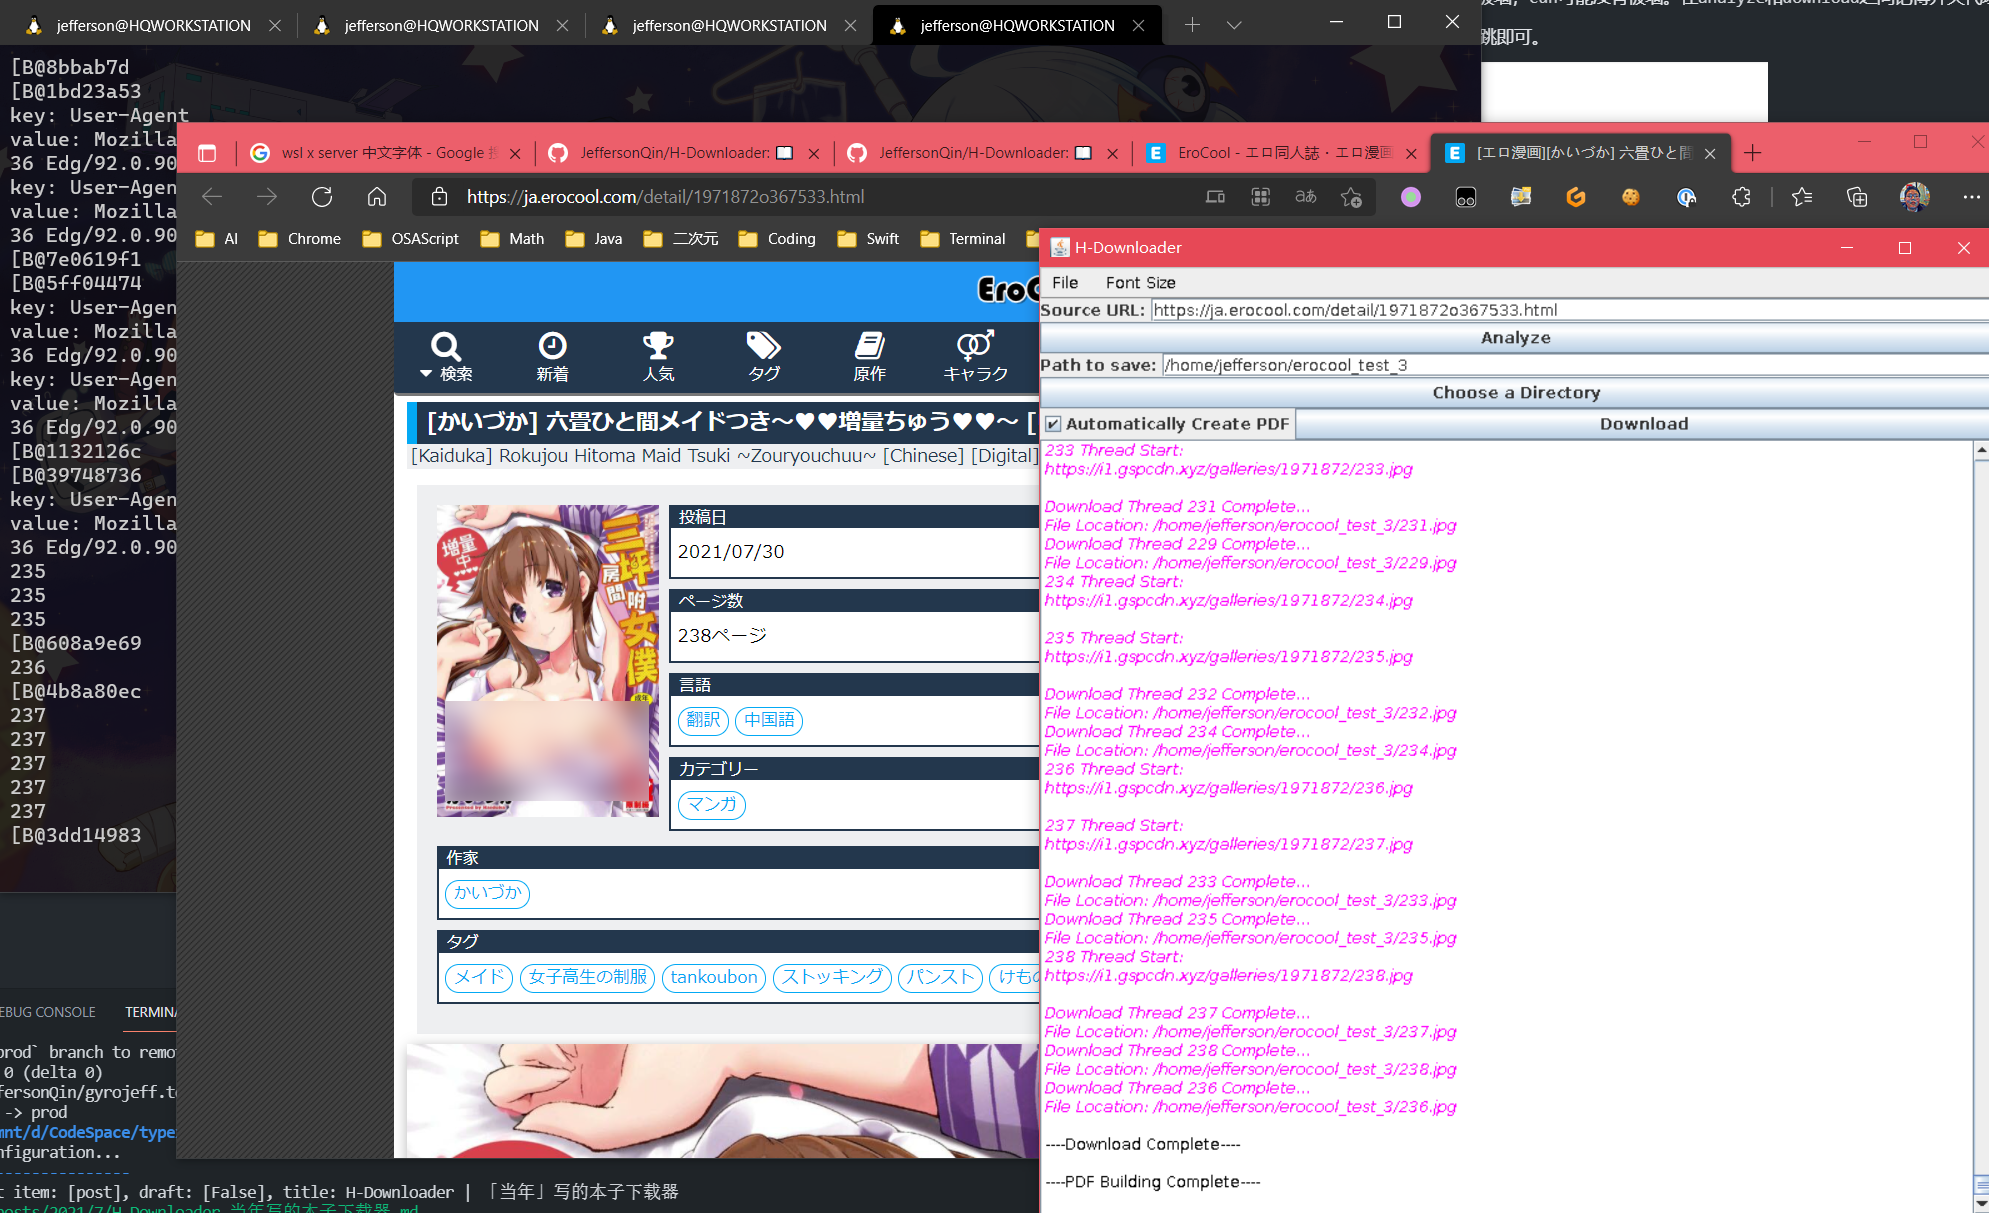 jefferson@HQWORKSTATION
jefferson@HQWORKSTATION
jefferson@HQWORKSTATION
jefferson@HQWORKSTATION
跳即可。
[B@8bbab7d
[B@1bd23a53
key: User-Agent
value: Mozilla
36 Edg/92.0.90
key: User-Agen
value: Mozilla
36 Edg/92.0.90
[B@7e0619f1
[B@5ff04474
key: User-Agen
value: Mozilla
36 Edg/92.0.90
key: User-Agen
value: Mozilla
36 Edg/92.0.90
[B@1132126c
[B@39748736
key: User-Agen
value: Mozilla
36 Edg/92.0.90
235
235
235
[B@608a9e69
236
[B@4b8a80ec
237
237
237
237
237
[B@3dd14983
wsl x server 中文字体 - Google
JeffersonQin/H-Downloader:
JeffersonQin/H-Downloader:
EroCool - エロ同人誌・エロ漫画
[エロ漫画][かいづか] 六畳ひと間
https://ja.erocool.com/detail/1971872o367533.html
AI
Chrome
OSAScript
Math
Java
二次元
Coding
Swift
Terminal
EroC
検索
新着
人気
タグ
原作
キャラク
[かいづか] 六畳ひと間メイドつき～♥♥増量ちゅう♥♥～ [
[Kaiduka] Rokujou Hitoma Maid Tsuki ~Zouryouchuu~ [Chinese] [Digital]
増量中
三坪房間附女僕
投稿日
2021/07/30
ページ数
238ページ
言語
翻訳
中国語
カテゴリー
マンガ
作家
かいづか
タグ
メイド
女子高生の制服
tankoubon
ストッキング
パンスト
けもの
H-Downloader
File
Font Size
Source URL: https://ja.erocool.com/detail/1971872o367533.html
Analyze
Path to save: /home/jefferson/erocool_test_3
Choose a Directory
Automatically Create PDF
Download
233 Thread Start:
https://i1.gspcdn.xyz/galleries/1971872/233.jpg
Download Thread 231 Complete...
File Location: /home/jefferson/erocool_test_3/231.jpg
Download Thread 229 Complete...
File Location: /home/jefferson/erocool_test_3/229.jpg
234 Thread Start:
https://i1.gspcdn.xyz/galleries/1971872/234.jpg
235 Thread Start:
https://i1.gspcdn.xyz/galleries/1971872/235.jpg
Download Thread 232 Complete...
File Location: /home/jefferson/erocool_test_3/232.jpg
Download Thread 234 Complete...
File Location: /home/jefferson/erocool_test_3/234.jpg
236 Thread Start:
https://i1.gspcdn.xyz/galleries/1971872/236.jpg
237 Thread Start:
https://i1.gspcdn.xyz/galleries/1971872/237.jpg
Download Thread 233 Complete...
File Location: /home/jefferson/erocool_test_3/233.jpg
Download Thread 235 Complete...
File Location: /home/jefferson/erocool_test_3/235.jpg
238 Thread Start:
https://i1.gspcdn.xyz/galleries/1971872/238.jpg
Download Thread 237 Complete...
File Location: /home/jefferson/erocool_test_3/237.jpg
Download Thread 238 Complete...
File Location: /home/jefferson/erocool_test_3/238.jpg
Download Thread 236 Complete...
File Location: /home/jefferson/erocool_test_3/236.jpg
----Download Complete----
----PDF Building Complete----
EBUG CONSOLE
TERMINA
prod` branch to remo
0 (delta 0)
ffersonQin/gyrojeff.t
-> prod
mnt/d/CodeSpace/type
nfiguration...
---------------
t item: [post], draft: [False], title: H-Downloader | 「当年」写的本子下载器